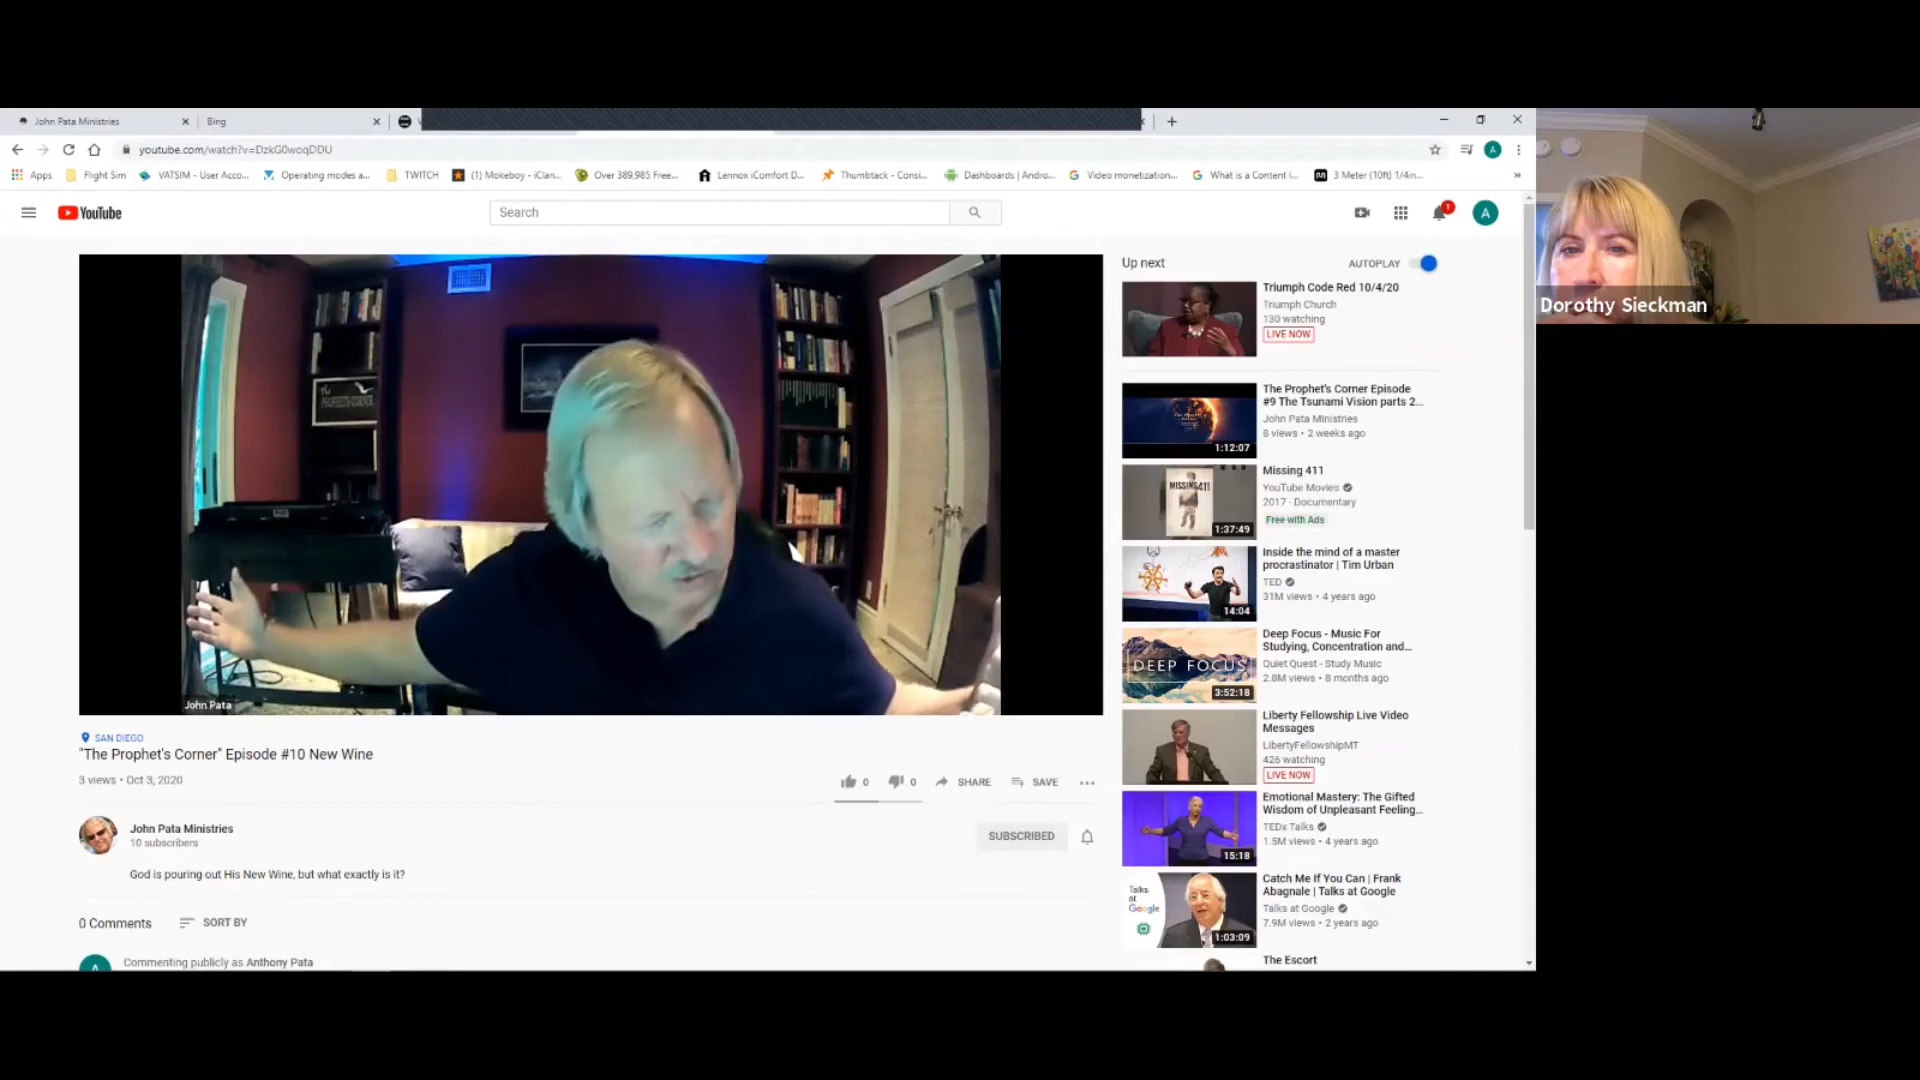 John Pata Ministries
Bing
youtube.com/watch?v=DzkG0woqDDU
Apps
Flight Sim
VATSIM - User Acco...
Operating modes a...
TWITCH
(1) Mokeboy - iClan...
Over 389,985 Free...
Lennox iComfort D...
Thumbtack - Consi...
Dashboards | Andro...
Video monetization...
What is a Content I...
3 Meter (10ft) 1/4in...
YouTube
Search
1
A
THE
PROPHET'S CORNER
John Pata
SAN DIEGO
"The Prophet's Corner" Episode #10 New Wine
3 views • Oct 3, 2020
0
0
SHARE
SAVE
John Pata Ministries
10 subscribers
SUBSCRIBED
God is pouring out His New Wine, but what exactly is it?
0 Comments
SORT BY
A
Commenting publicly as Anthony Pata
Up next
AUTOPLAY
Triumph Code Red 10/4/20
Triumph Church
130 watching
LIVE NOW
1:12:07
The Prophet's Corner Episode
#9 The Tsunami Vision parts 2...
John Pata Ministries
8 views • 2 weeks ago
MISSING 411
1:37:49
Missing 411
YouTube Movies
2017 · Documentary
Free with Ads
14:04
Inside the mind of a master
procrastinator | Tim Urban
TED
31M views • 4 years ago
DEEP FOCUS
3:52:18
Deep Focus - Music For
Studying, Concentration and...
Quiet Quest - Study Music
2.8M views • 8 months ago
Liberty Fellowship Live Video
Messages
LibertyFellowshipMT
426 watching
LIVE NOW
15:18
Emotional Mastery: The Gifted
Wisdom of Unpleasant Feeling...
TEDx Talks
1.5M views • 4 years ago
Talks
at
Google
1:03:09
Catch Me If You Can | Frank
Abagnale | Talks at Google
Talks at Google
7.9M views • 2 years ago
The Escort
Dorothy Sieckman